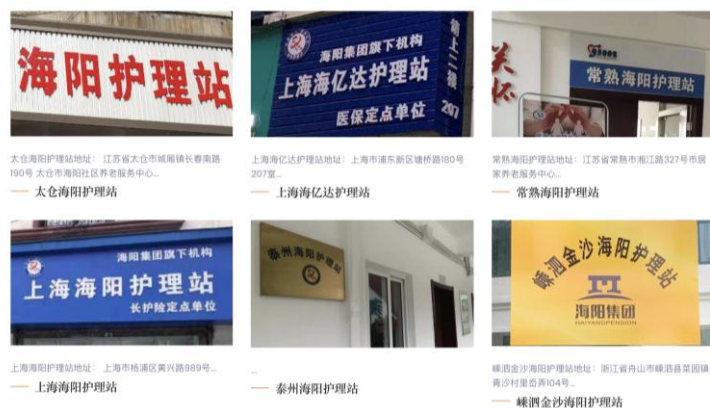 海阳护理站
海阳集团旗下机构
上海海亿达护理站
医保定点单位
请上二楼
207
关怀
常熟海阳护理站
太仓海阳护理站地址: 江苏省太仓市城厢镇长春南路
190号 太仓市海阳社区养老服务中心...
太仓海阳护理站
上海海亿达护理站地址: 上海市浦东新区塘桥路180号
207室...
上海海亿达护理站
常熟海阳护理站地址: 江苏省常熟市湘江路327号市居
家养老服务中心...
常熟海阳护理站
海阳集团旗下机构
上海海阳护理站
长护险定点单位
泰州海阳护理站
嵊泗金沙海阳护理站
海阳集团
HAIYANGPENSION
上海海阳护理站地址: 上海市杨浦区黄兴路989号...
上海海阳护理站
...
泰州海阳护理站
嵊泗金沙海阳护理站地址: 浙江省舟山市嵊泗县菜园镇
青沙村里岙弄104号...
嵊泗金沙海阳护理站